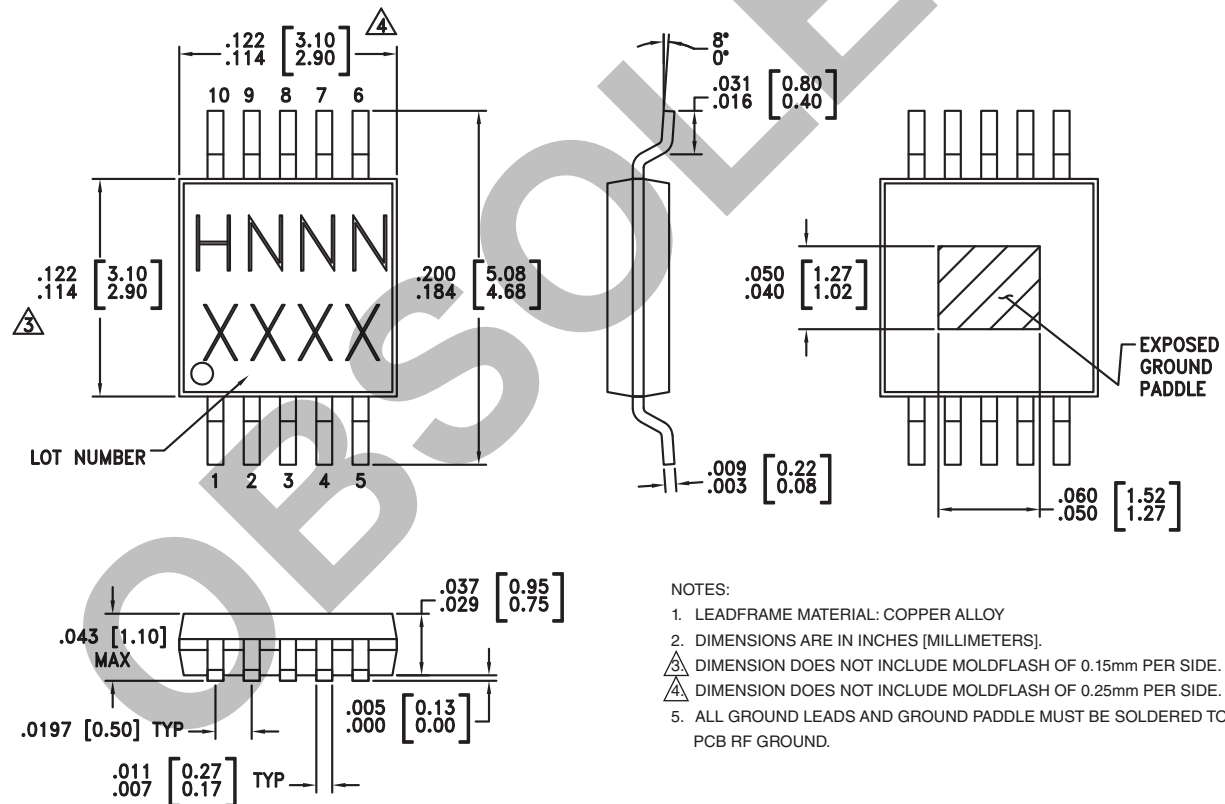 .122 [3.10]
.114 [2.90]
4
10 9 8 7 6
HNNN
XXXX
.122 [3.10]
.114 [2.90]
3
.200 [5.08]
.184 [4.68]
LOT NUMBER
1 2 3 4 5
8°
0°
.031 [0.80]
.016 [0.40]
.009 [0.22]
.003 [0.08]
.050 [1.27]
.040 [1.02]
EXPOSED
GROUND
PADDLE
.060 [1.52]
.050 [1.27]
.043 [1.10]
MAX
.037 [0.95]
.029 [0.75]
.005 [0.13]
.000 [0.00]
.0197 [0.50] TYP
.011 [0.27]
.007 [0.17] TYP
NOTES:
1. LEADFRAME MATERIAL: COPPER ALLOY
2. DIMENSIONS ARE IN INCHES [MILLIMETERS].
3. DIMENSION DOES NOT INCLUDE MOLDFLASH OF 0.15mm PER SIDE.
4. DIMENSION DOES NOT INCLUDE MOLDFLASH OF 0.25mm PER SIDE.
5. ALL GROUND LEADS AND GROUND PADDLE MUST BE SOLDERED TO
PCB RF GROUND.
OBSOLE